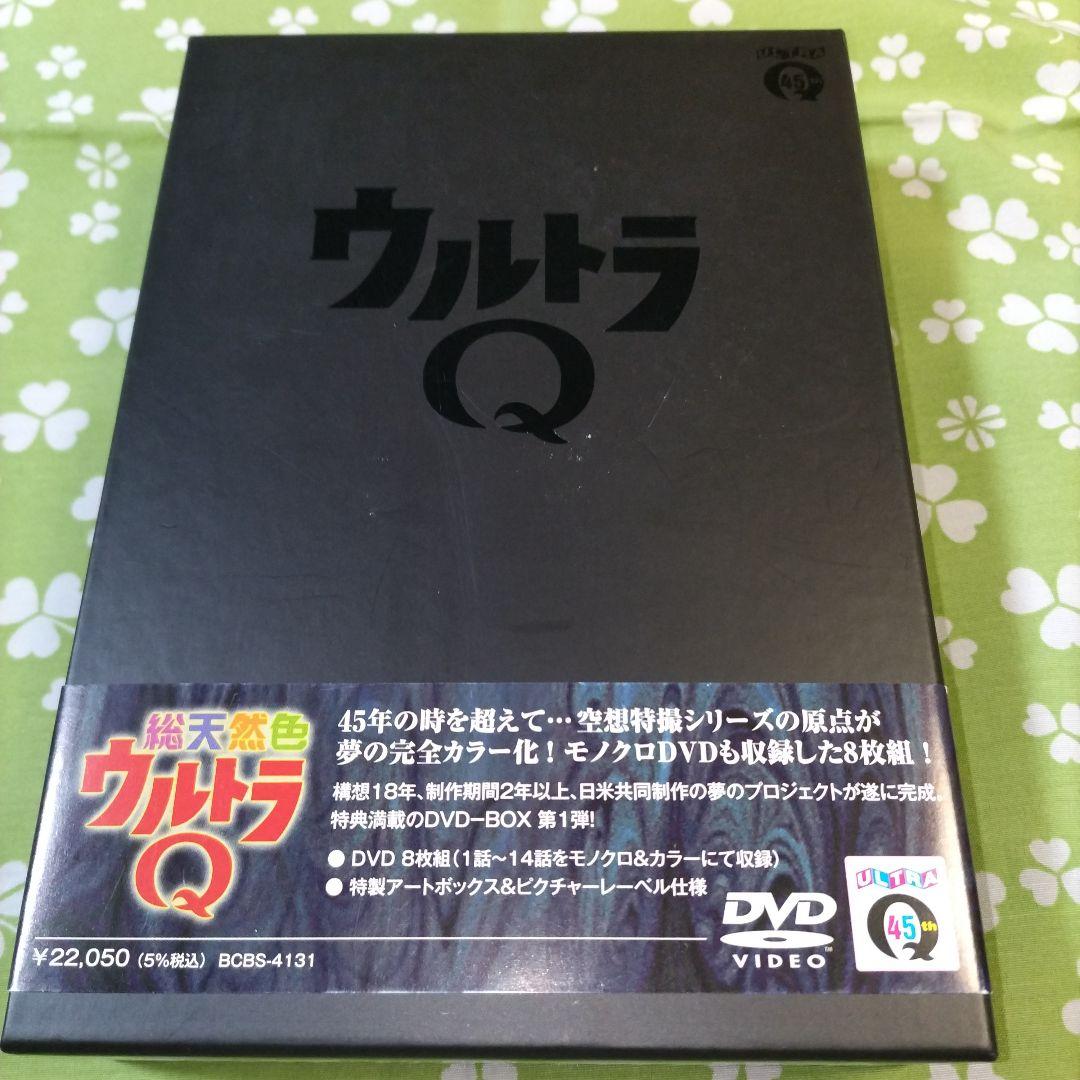 ULTRA
Q
45th
ウルトラ
Q
総天然色
ウルトラ
Q
45年の時を超えて…空想特撮シリーズの原点が
夢の完全カラー化！モノクロDVDも収録した8枚組！
構想18年、制作期間2年以上、日米共同制作の夢のプロジェクトが遂に完成。
特典満載のDVD-BOX 第1弾!
● DVD 8枚組（1話～14話をモノクロ&カラーにて収録）
● 特製アートボックス&ピクチャーレーベル仕様
¥22,050（5%税込） BCBS-4131
DVD
VIDEO
ULTRA
Q
45th